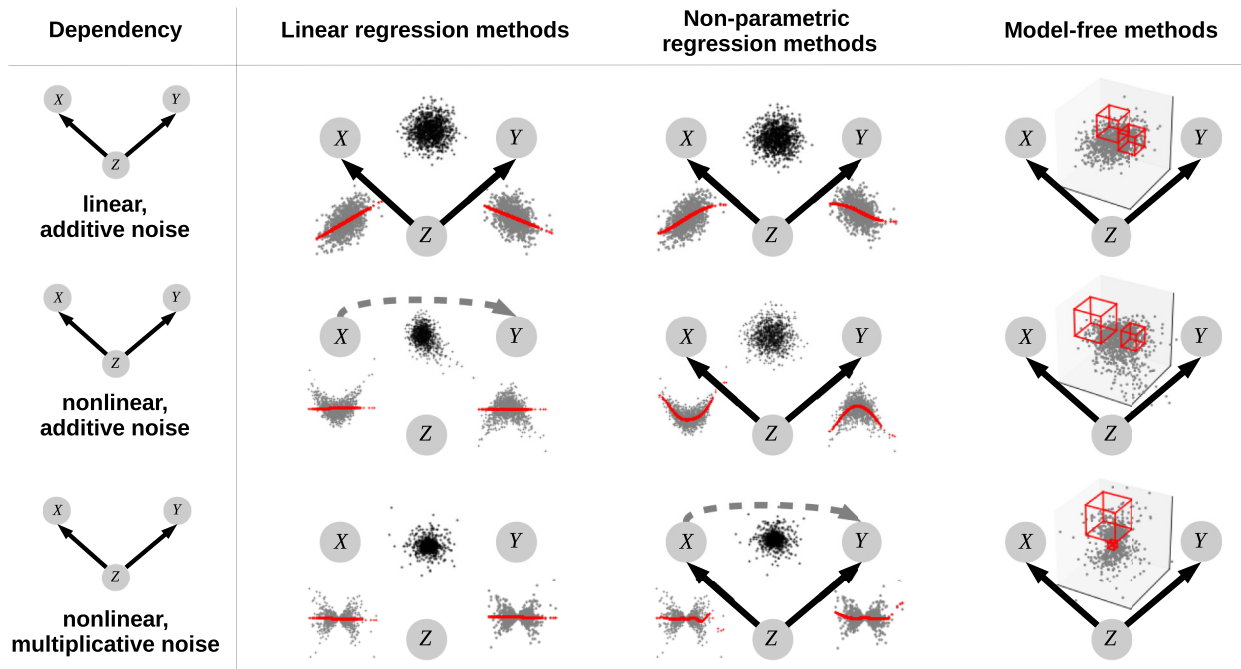 Dependency
Linear regression methods
Non-parametric
regression methods
Model-free methods
X
Y
Z
linear,
additive noise
X
Y
Z
X
Y
Z
X
Y
Z
X
Y
Z
nonlinear,
additive noise
X
Y
Z
X
Y
Z
X
Y
Z
X
Y
Z
nonlinear,
multiplicative noise
X
Y
Z
X
Y
Z
X
Y
Z